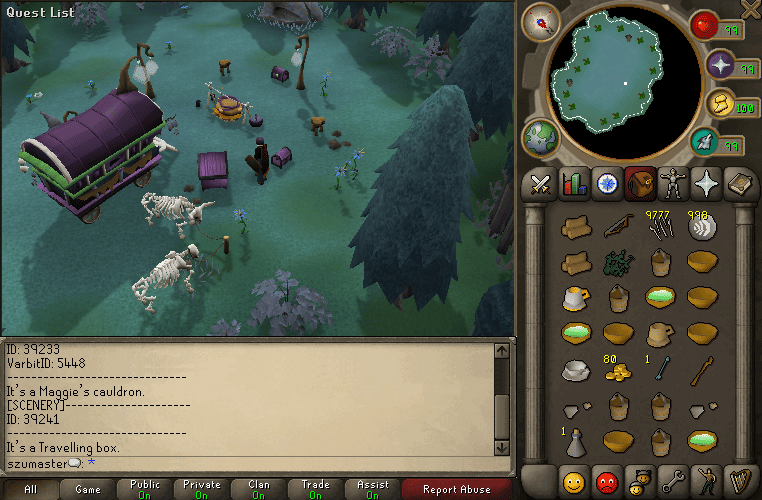 Quest List
99
99
100
99
9777
998
80
1
1
ID: 39233
VarbitID: 5448
--------------------------------
It's a Maggie's cauldron.
[SCENERY]----------------------
ID: 39241
--------------------------------
It's a Travelling box.
szumaster: *
All
Game
Public
On
Private
On
Clan
On
Trade
On
Assist
On
Report Abuse